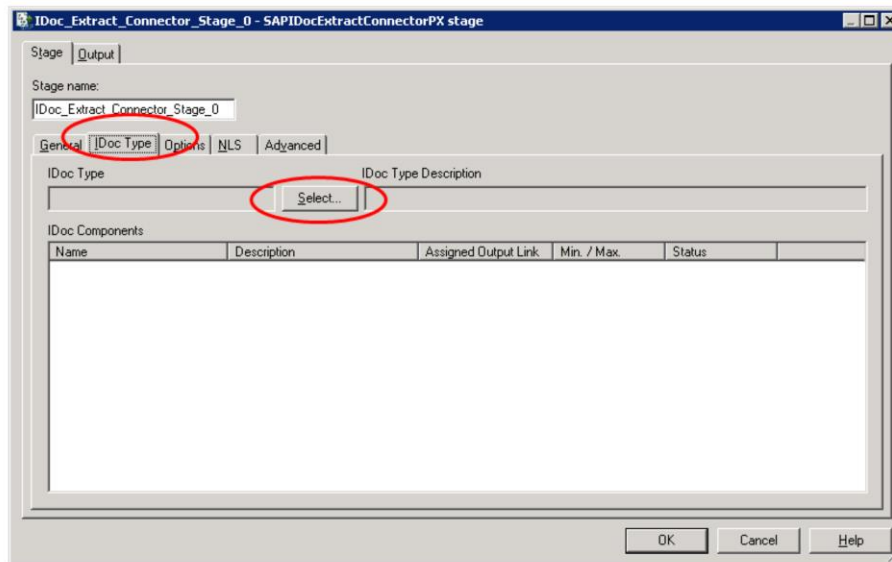 IDoc_Extract_Connector_Stage_0 - SAPIDocExtractConnectorPX stage
Stage Output
Stage name:
IDoc_Extract_Connector_Stage_0
General IDoc Type Options NLS Advanced
IDoc Type IDoc Type Description
Select...
IDoc Components
Name Description Assigned Output Link Min. / Max. Status
OK Cancel Help